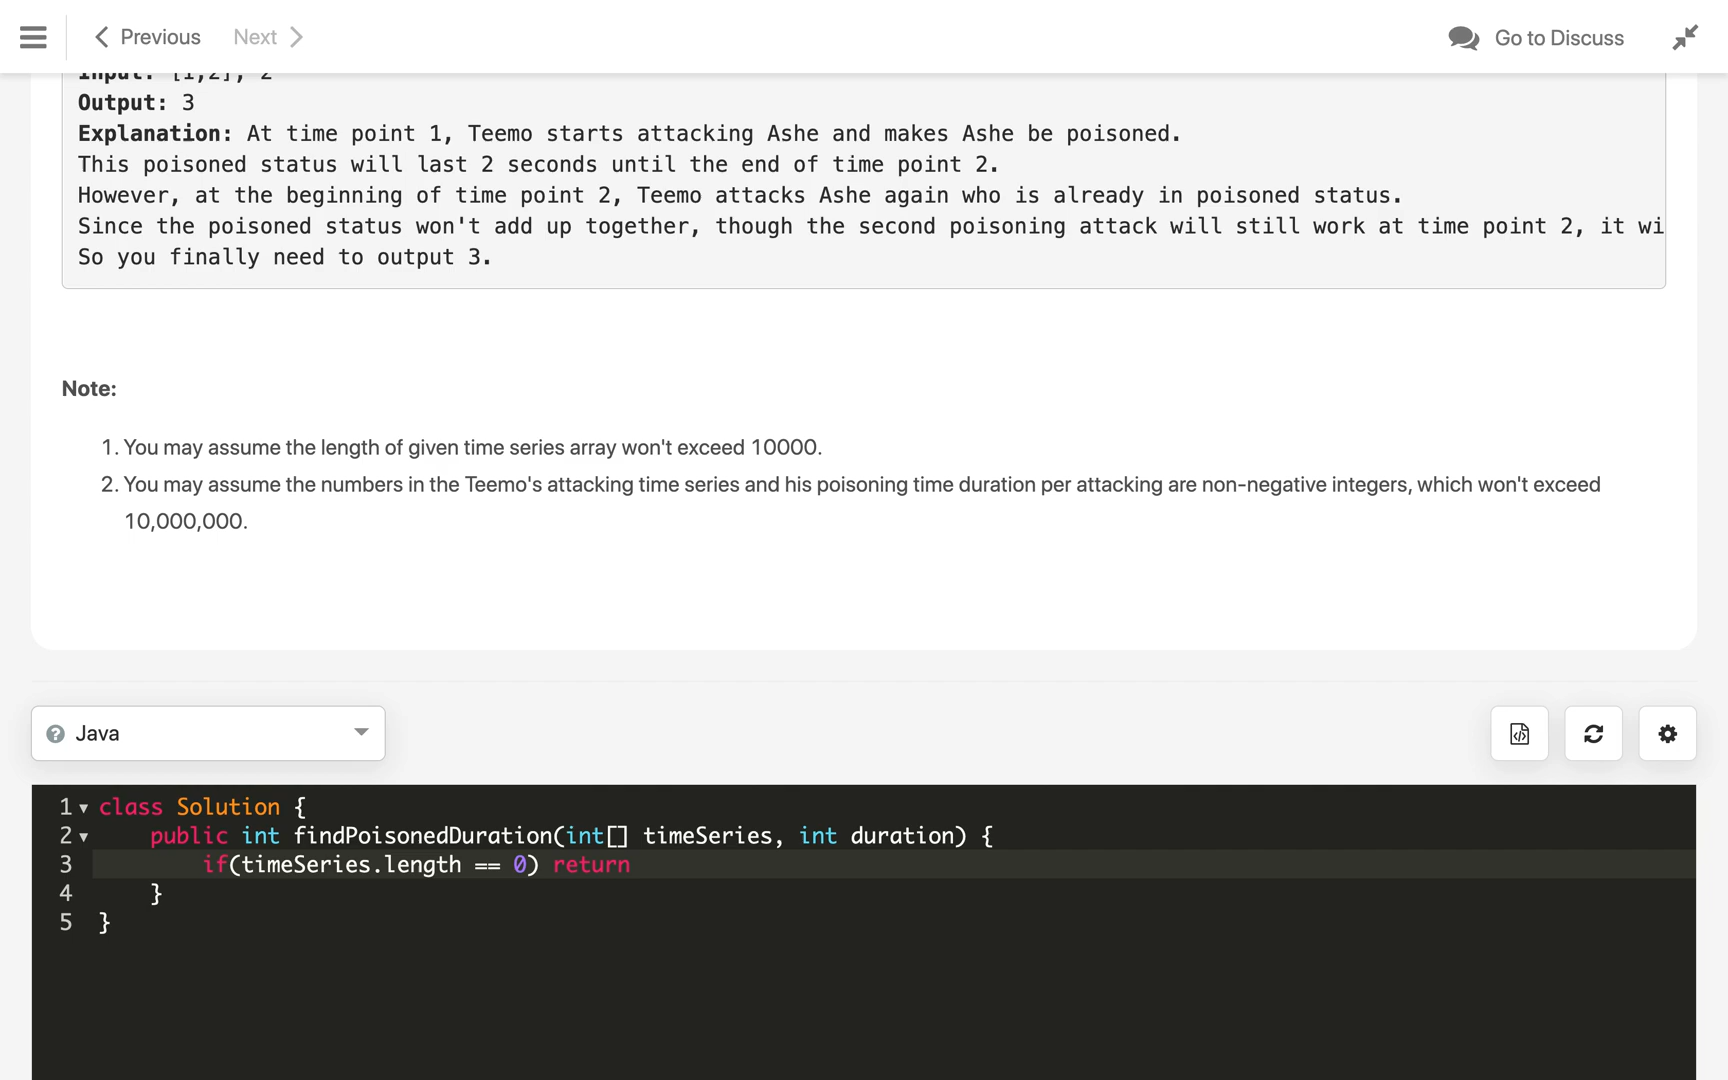 Previous
Next
Go to Discuss
Input: [1,2], 2
Output: 3
Explanation: At time point 1, Teemo starts attacking Ashe and makes Ashe be poisoned.
This poisoned status will last 2 seconds until the end of time point 2.
However, at the beginning of time point 2, Teemo attacks Ashe again who is already in poisoned status.
Since the poisoned status won't add up together, though the second poisoning attack will still work at time point 2, it wi
So you finally need to output 3.
Note:
1. You may assume the length of given time series array won't exceed 10000.
2. You may assume the numbers in the Teemo's attacking time series and his poisoning time duration per attacking are non-negative integers, which won't exceed
10,000,000.
Java
1 class Solution {
2     public int findPoisonedDuration(int[] timeSeries, int duration) {
3         if(timeSeries.length == 0) return
4     }
5 }